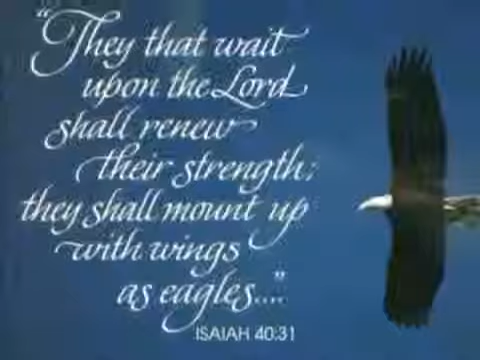 “They that wait
upon the Lord
shall renew
their strength:
they shall mount up
with wings
as eagles....”
ISAIAH 40:31